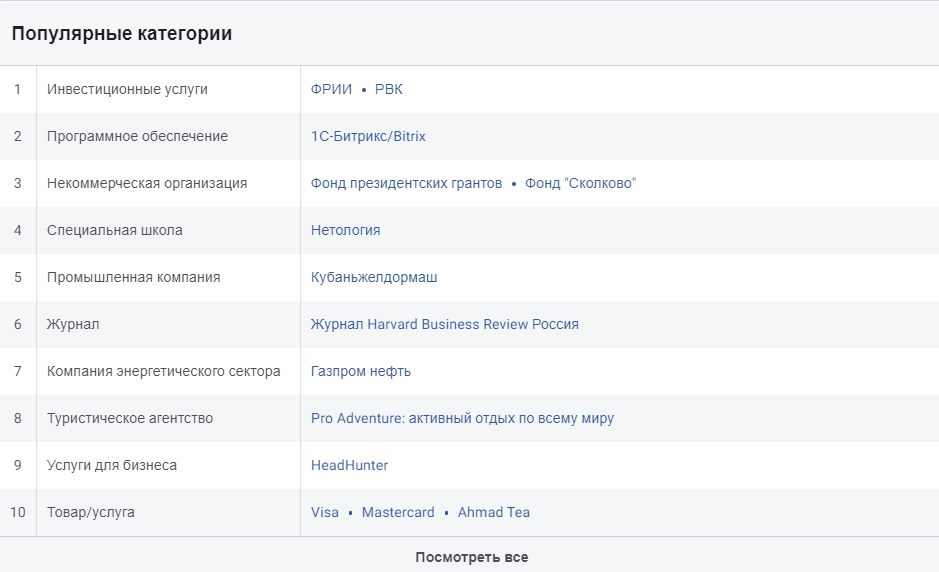 Популярные категории
1 Инвестиционные услуги ФРИИ • РВК
2 Программное обеспечение 1С-Битрикс/Bitrix
3 Некоммерческая организация Фонд президентских грантов • Фонд "Сколково"
4 Специальная школа Нетология
5 Промышленная компания Кубаньжелдормаш
6 Журнал Журнал Harvard Business Review Россия
7 Компания энергетического сектора Газпром нефть
8 Туристическое агентство Pro Adventure: активный отдых по всему миру
9 Услуги для бизнеса HeadHunter
10 Товар/услуга Visa • Mastercard • Ahmad Tea
Посмотреть все